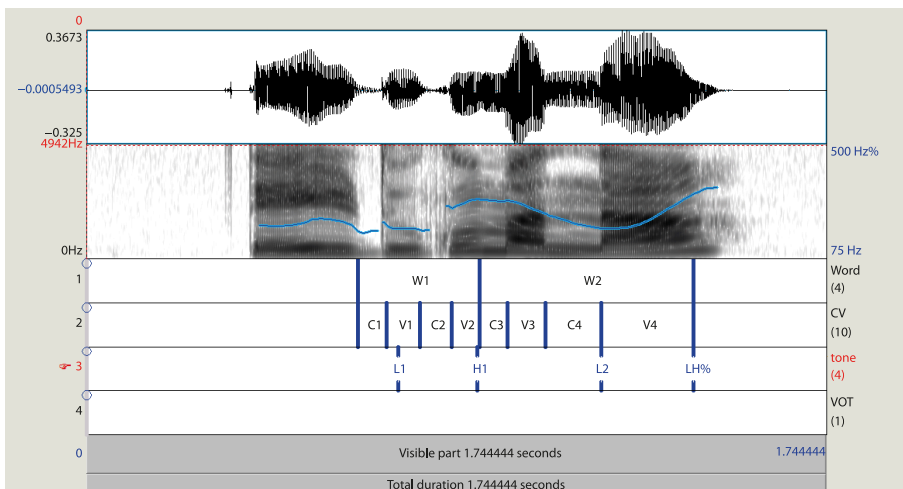 0
0.3673
−0.0005493
−0.325
4942Hz
500 Hz%
0Hz
75 Hz
1
W1
W2
Word
(4)
2
C1
V1
C2
V2
C3
V3
C4
V4
CV
(10)
3
L1
H1
L2
LH%
tone
(4)
4
VOT
(1)
0
Visible part 1.744444 seconds
1.744444
Total duration 1.744444 seconds